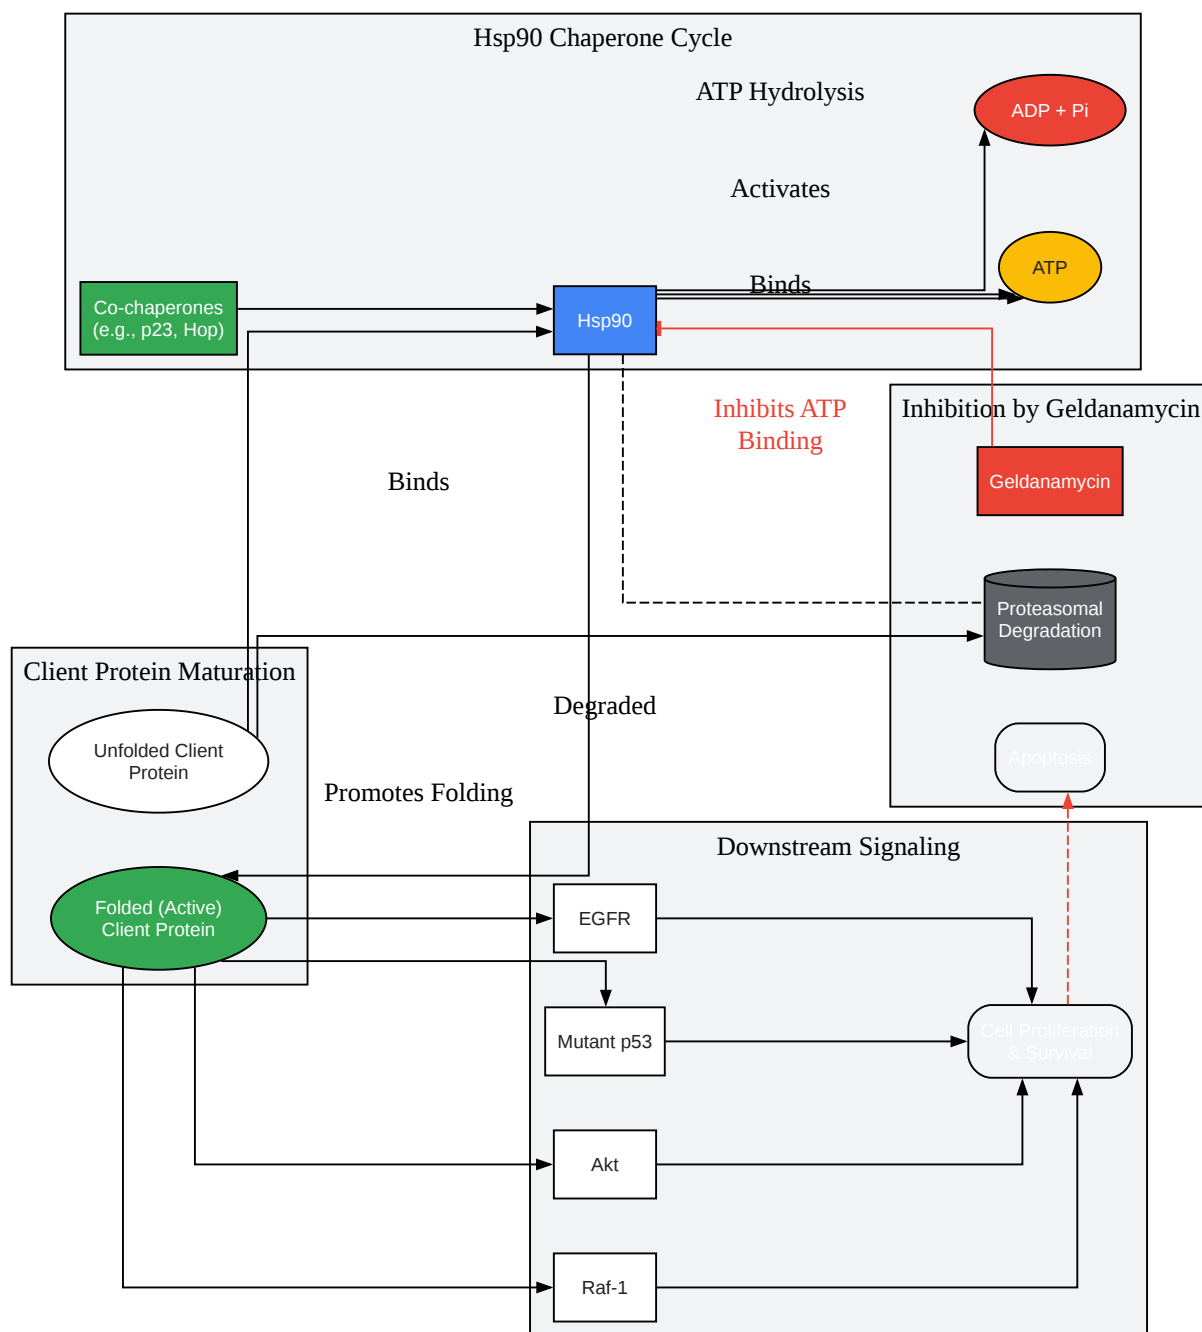 Hsp90 Chaperone Cycle
ATP Hydrolysis
ADP + Pi
Activates
ATP
Binds
Co-chaperones
(e.g., p23, Hop)
Hsp90
Inhibits ATP
Binding
Inhibition by Geldanamycin
Geldanamycin
Binds
Proteasomal
Degradation
Client Protein Maturation
Degraded
Unfolded Client
Protein
Apoptosis
Promotes Folding
Downstream Signaling
Folded (Active)
Client Protein
EGFR
Mutant p53
Cell Proliferation
& Survival
Akt
Raf-1